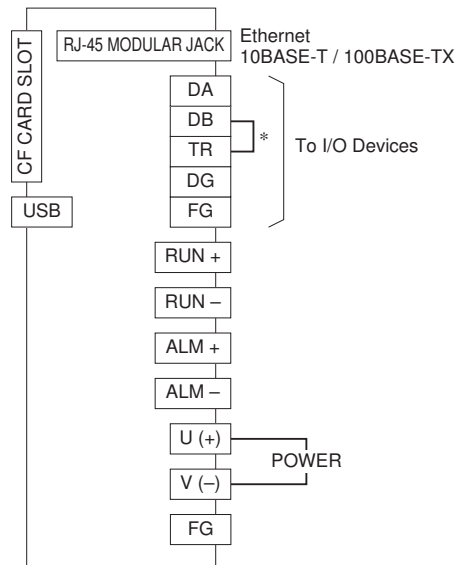 RJ-45 MODULAR JACK
Ethernet
10BASE-T / 100BASE-TX
CF CARD SLOT
DA
DB
*
TR
To I/O Devices
DG
USB
FG
RUN +
RUN –
ALM +
ALM –
U (+)
POWER
V (–)
FG